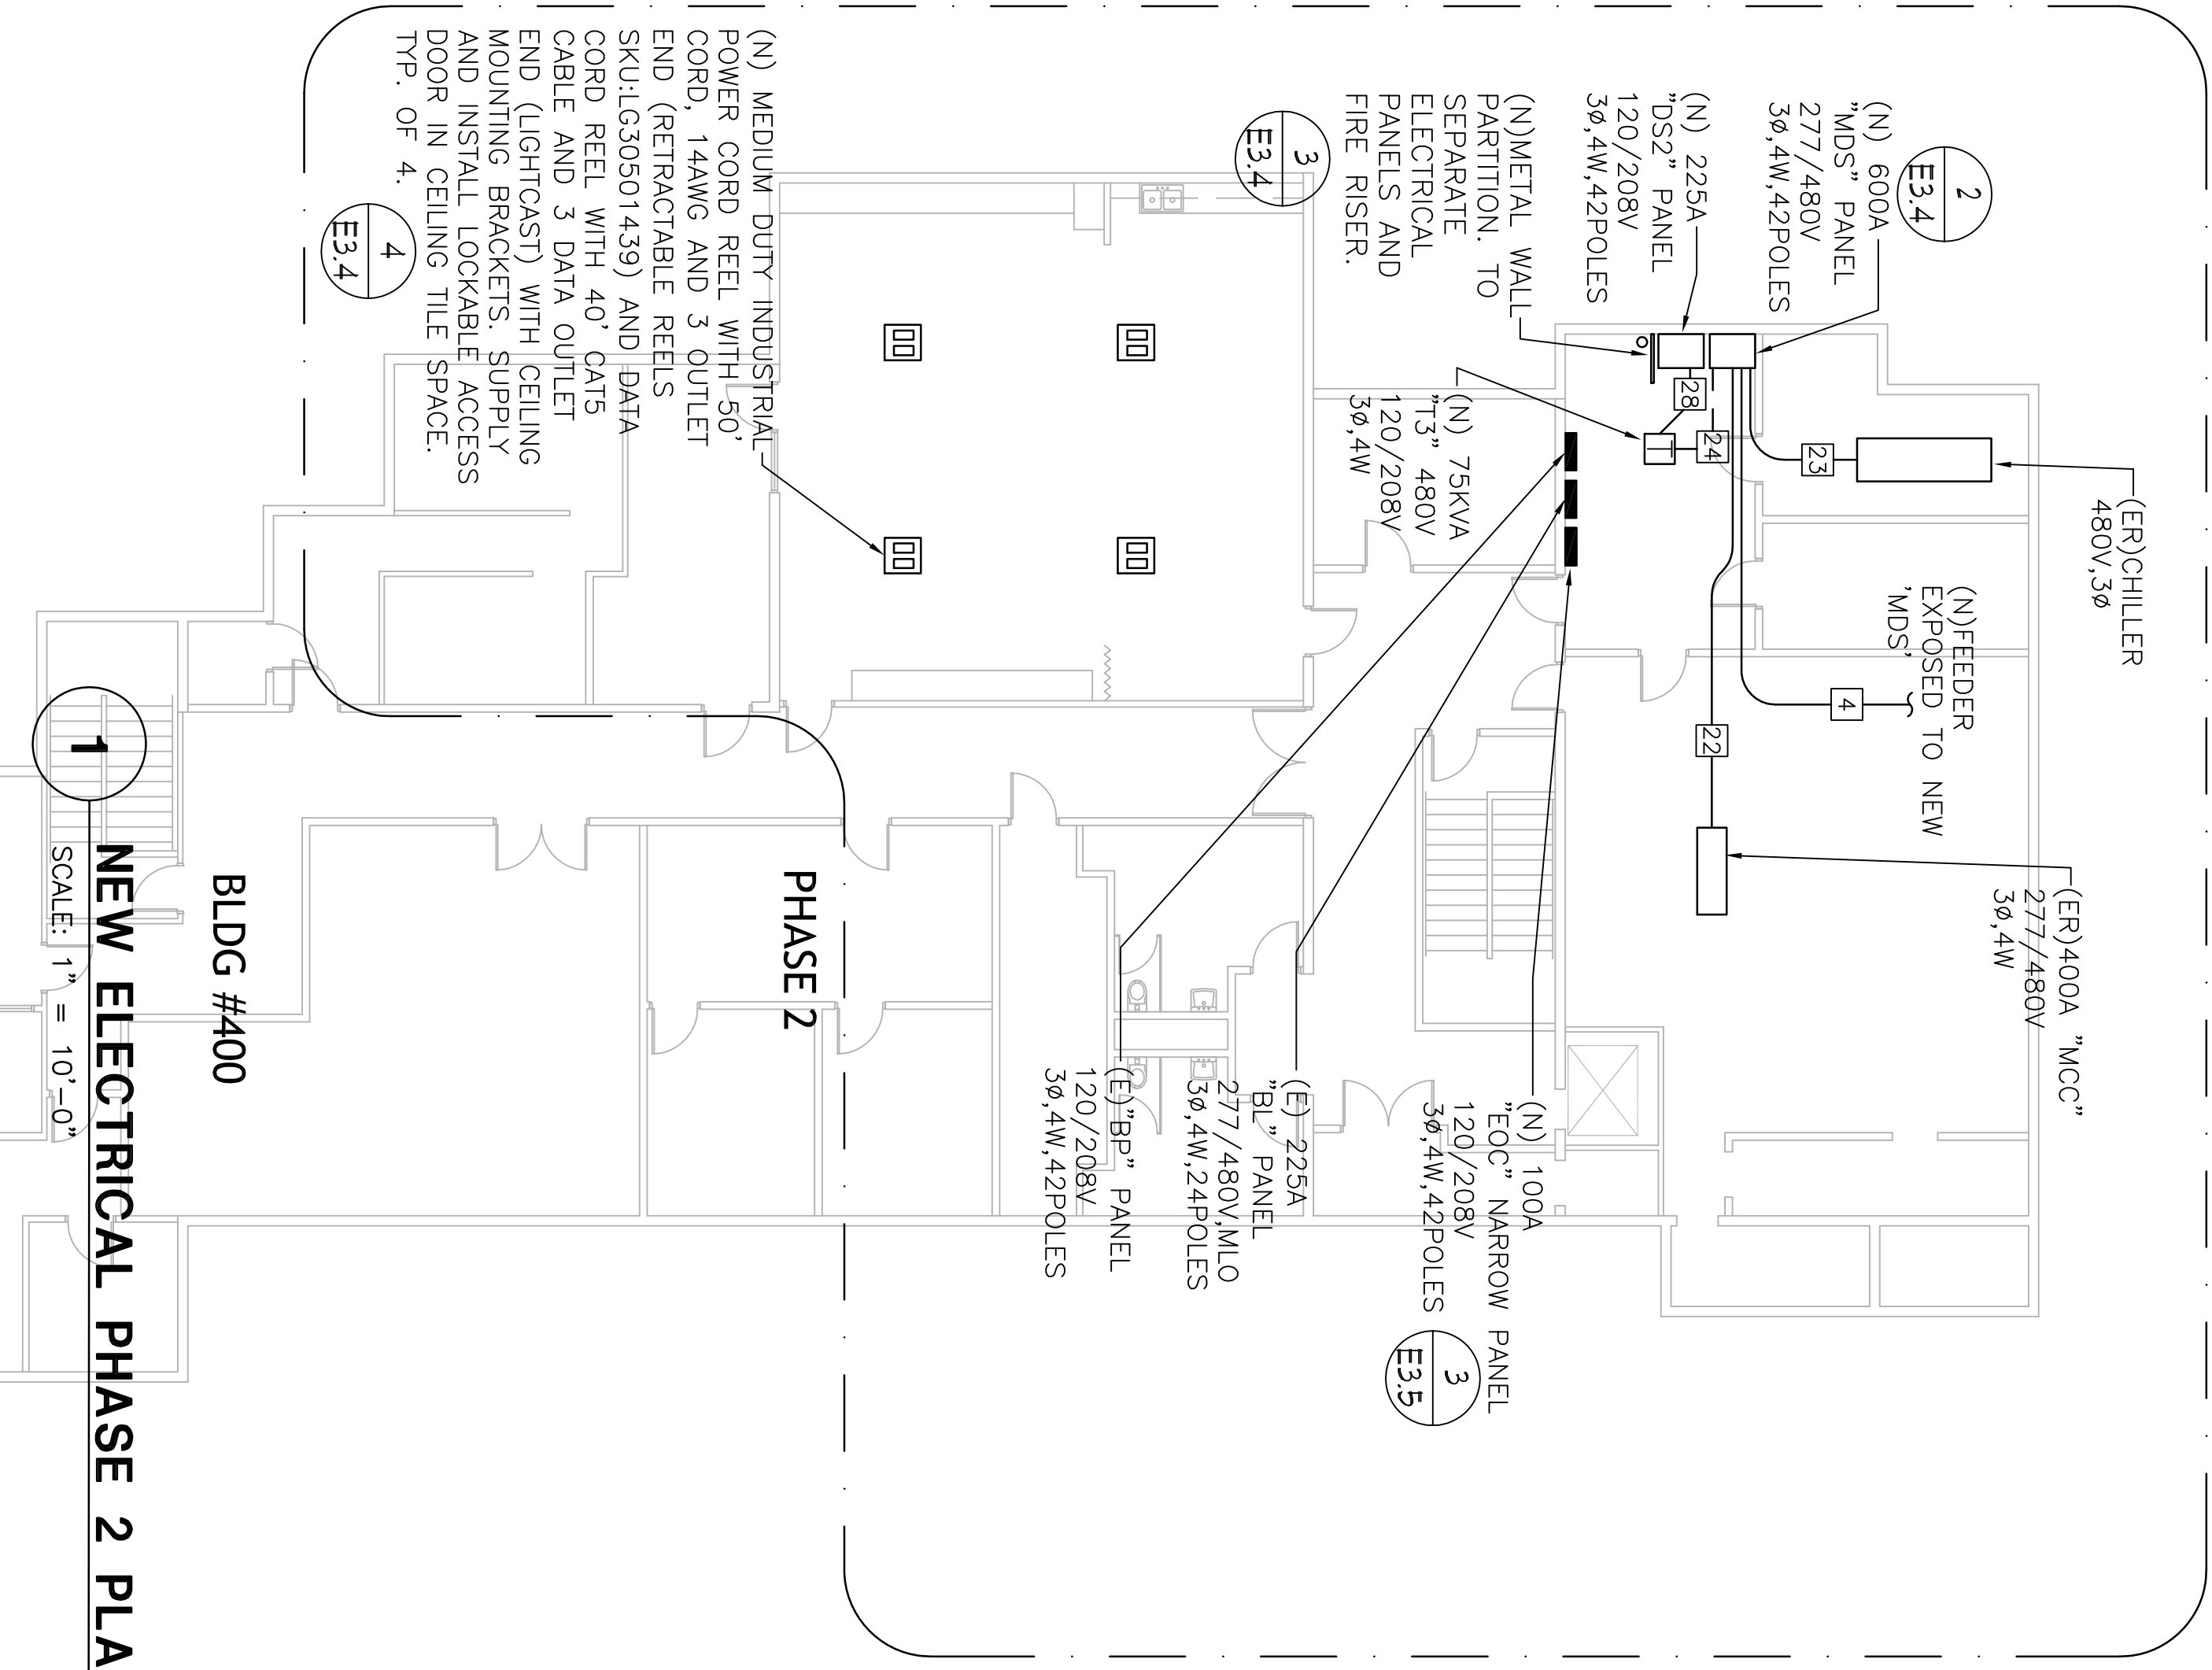 (ER)CHILLER
480V,3Ø
(N)FEEDER
EXPOSED TO NEW
'MDS'
(ER)400A "MCC"
277/480V
3Ø,4W
2
E3.4
(N) 600A
"MDS" PANEL
277/480V
3Ø,4W,42POLES
(N) 225A
"DS2" PANEL
120/208V
3Ø,4W,42POLES
(N)METAL WALL
PARTITION. TO
SEPARATE
ELECTRICAL
PANELS AND
FIRE RISER.
3
E3.4
23
4
22
24
28
T
(N) 75KVA
"T3" 480V
120/208V
3Ø,4W
(N) 100A
"EOC" NARROW PANEL
120/208V
3Ø,4W,42POLES
3
E3.5
(E) 225A
"BL" PANEL
277/480V,MLO
3Ø,4W,24POLES
(E)"BP" PANEL
120/208V
3Ø,4W,42POLES
(N) MEDIUM DUTY INDUSTRIAL
POWER CORD REEL WITH 50'
CORD, 14AWG AND 3 OUTLET
END (RETRACTABLE REELS
SKU:LG30501439) AND DATA
CORD REEL WITH 40' CAT5
CABLE AND 3 DATA OUTLET
END (LIGHTCAST) WITH CEILING
MOUNTING BRACKETS. SUPPLY
AND INSTALL LOCKABLE ACCESS
DOOR IN CEILING TILE SPACE.
TYP. OF 4.
4
E3.4
PHASE 2
BLDG #400
1
NEW ELECTRICAL PHASE 2 PLA
SCALE: 1" = 10'-0"